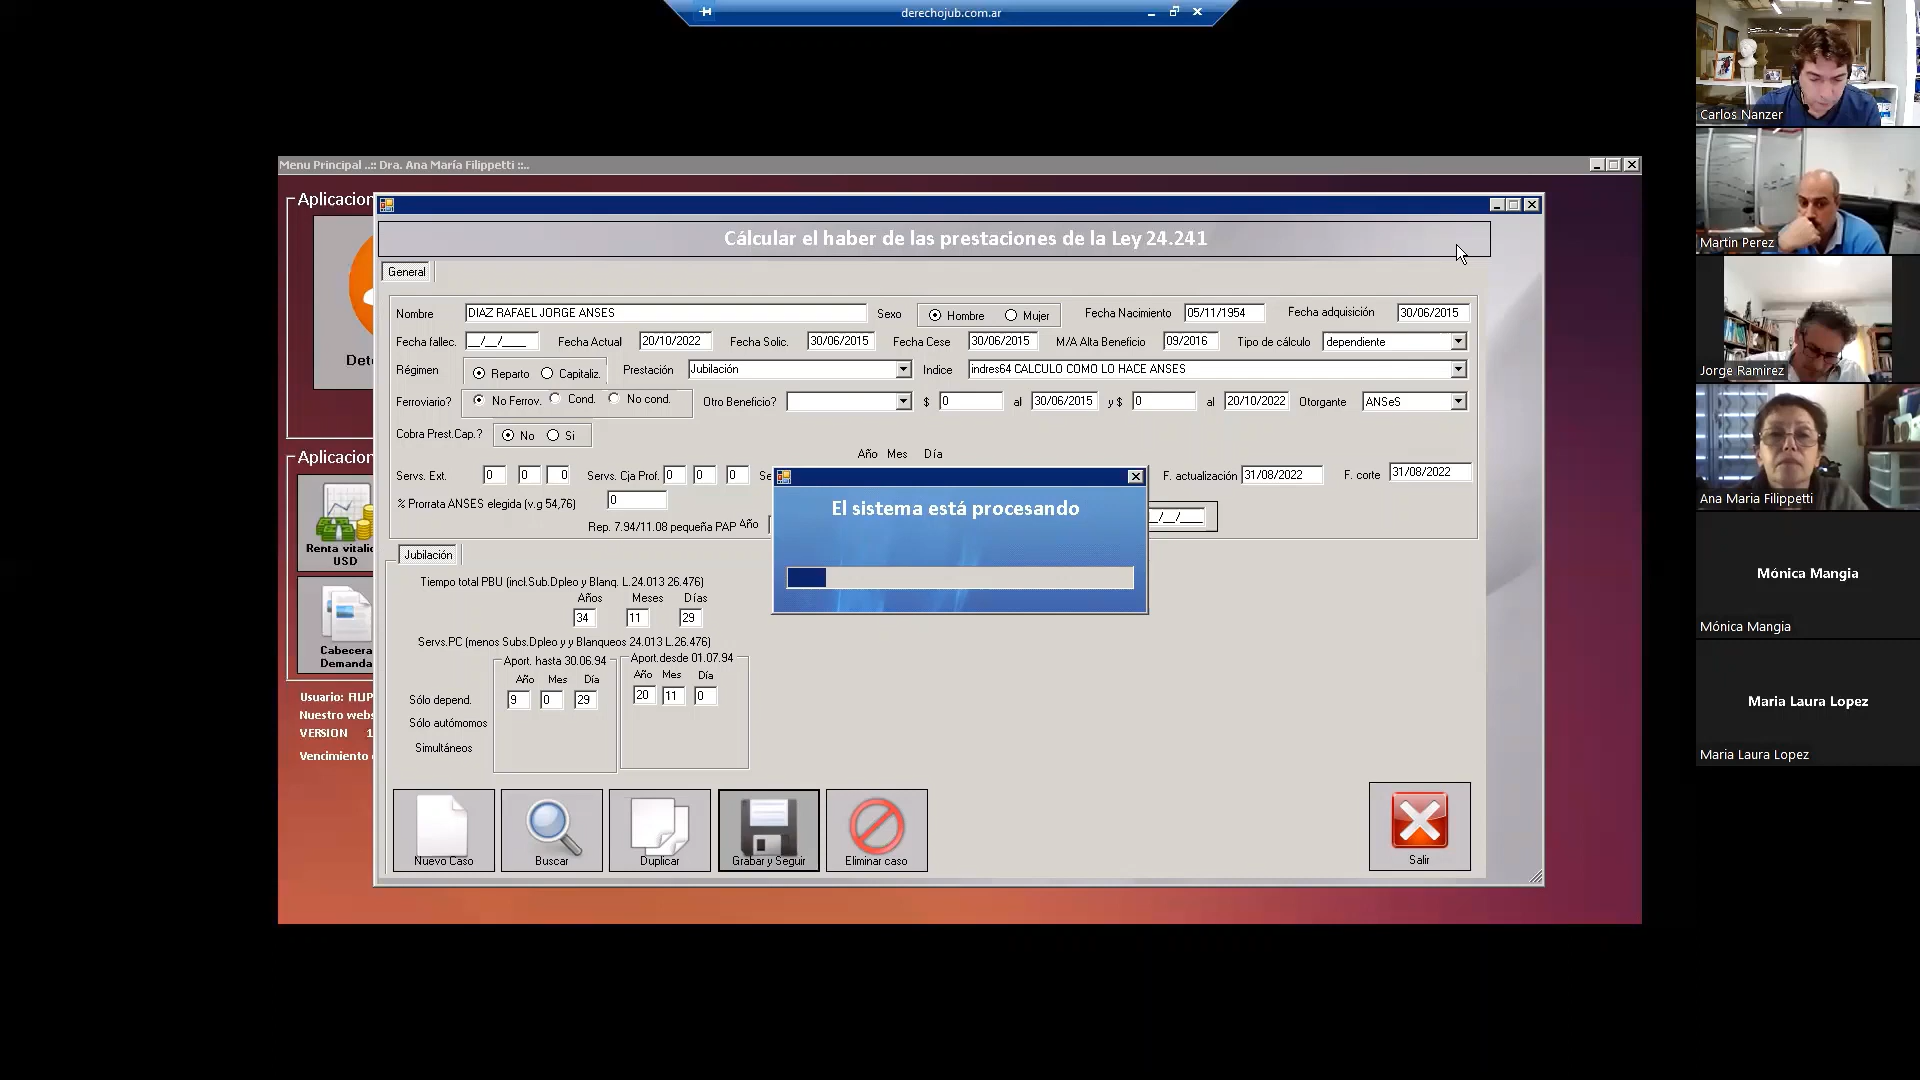 derechojub.com.ar
Menu Principal ..:: Dra. Ana María Filippetti ::..
Aplicacion
Dete
Aplicacion
Renta vitali
USD
Cabecera
Demanda
Usuario: FILIP
Nuestro webs
VERSION 1
Vencimiento
Cálcular el haber de las prestaciones de la Ley 24.241
General
Nombre DIAZ RAFAEL JORGE ANSES Sexo Hombre Mujer Fecha Nacimiento 05/11/1954 Fecha adquisición 30/06/2015
Fecha fallec. __/__/____ Fecha Actual 20/10/2022 Fecha Solic. 30/06/2015 Fecha Cese 30/06/2015 M/A Alta Beneficio 09/2016 Tipo de cálculo dependiente
Régimen Reparto Capitaliz. Prestación Jubilación Indice indres64 CALCULO COMO LO HACE ANSES
Ferroviario? No Ferrov. Cond. No cond. Otro Beneficio? $ 0 al 30/06/2015 y $ 0 al 20/10/2022 Otorgante ANSeS
Cobra Prest.Cap.? No Si
Año Mes Día
Servs. Ext. 0 0 0 Servs. Cja Prof. 0 0 0 Se F. actualización 31/08/2022 F. corte 31/08/2022
% Prorrata ANSES elegida (v.g 54,76) 0
Rep. 7.94/11.08 pequeña PAP Año __/__/____
El sistema está procesando
Jubilación
Tiempo total PBU (incl.Sub.Dpleo y Blanq. L.24.013 26.476)
Años Meses Días
34 11 29
Servs.PC (menos Subs.Dpleo y y Blanqueos 24.013 L.26.476)
Aport. hasta 30.06.94 Aport.desde 01.07.94
Año Mes Día Año Mes Día
Sólo depend. 9 0 29 20 11 0
Sólo autómomos
Simultáneos
Nuevo Caso Buscar Duplicar Grabar y Seguir Eliminar caso Salir
Carlos Nanzer
Martin Perez
Jorge Ramirez
Ana Maria Filippetti
Mónica Mangia
Mónica Mangia
Maria Laura Lopez
Maria Laura Lopez